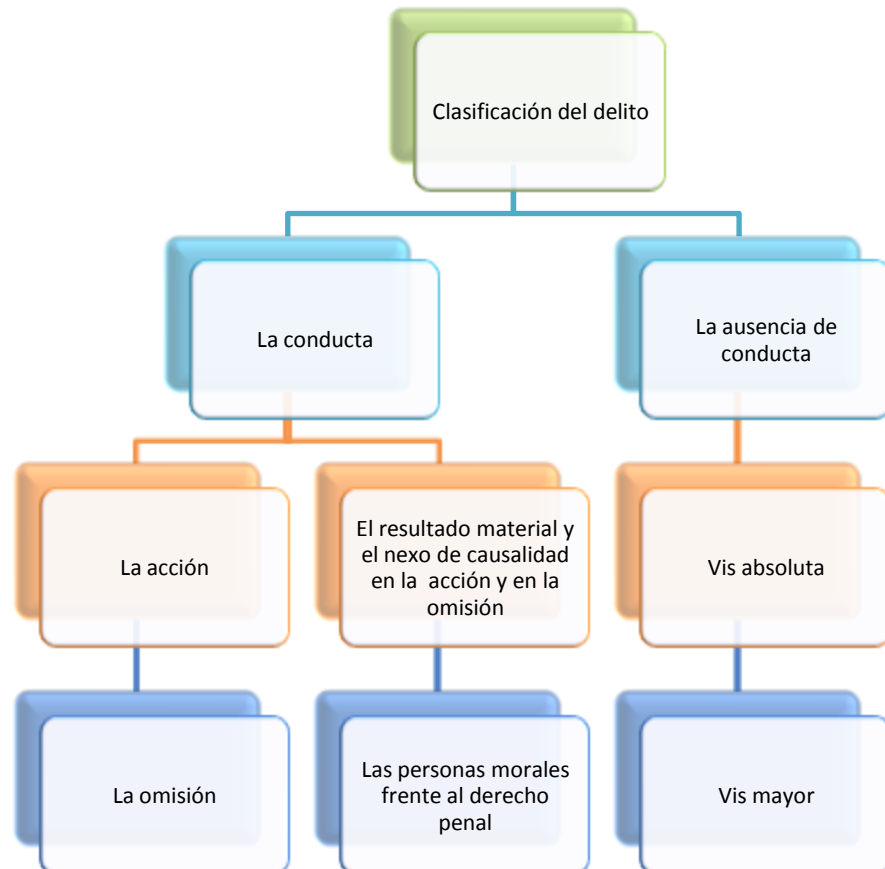 Clasificación del delito
La conducta
La ausencia de
conducta
La acción
El resultado material y
el nexo de causalidad
en la acción y en la
omisión
Vis absoluta
La omisión
Las personas morales
frente al derecho
penal
Vis mayor